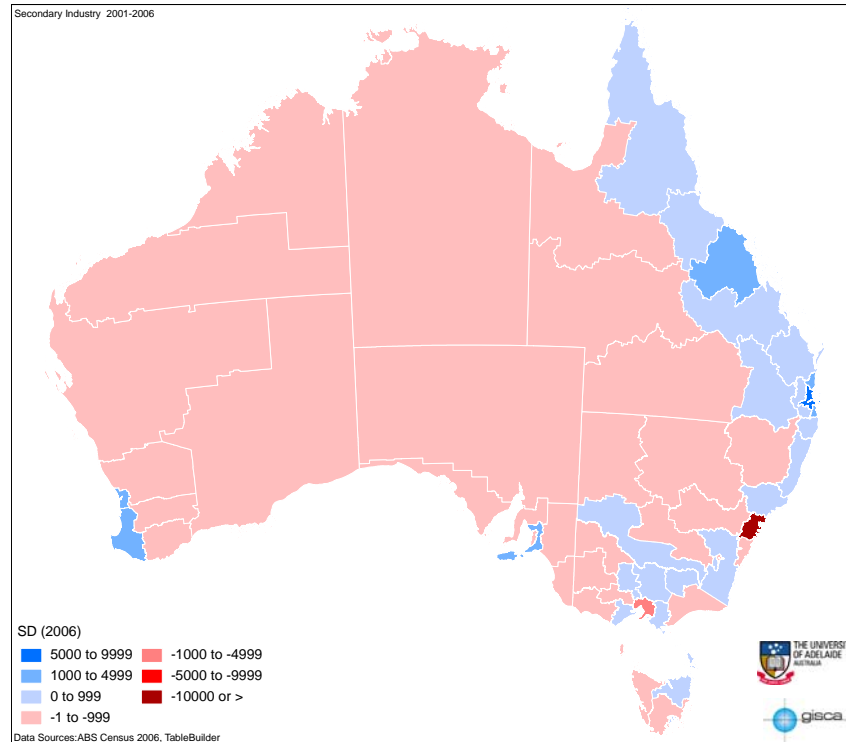 Secondary Industry 2001-2006
SD (2006)
5000 to 9999
1000 to 4999
0 to 999
-1 to -999
-1000 to -4999
-5000 to -9999
-10000 or >
THE UNIVERSI
OF ADELAIDE
AUSTRALIA
gisca
Data Sources:ABS Census 2006, TableBuilder